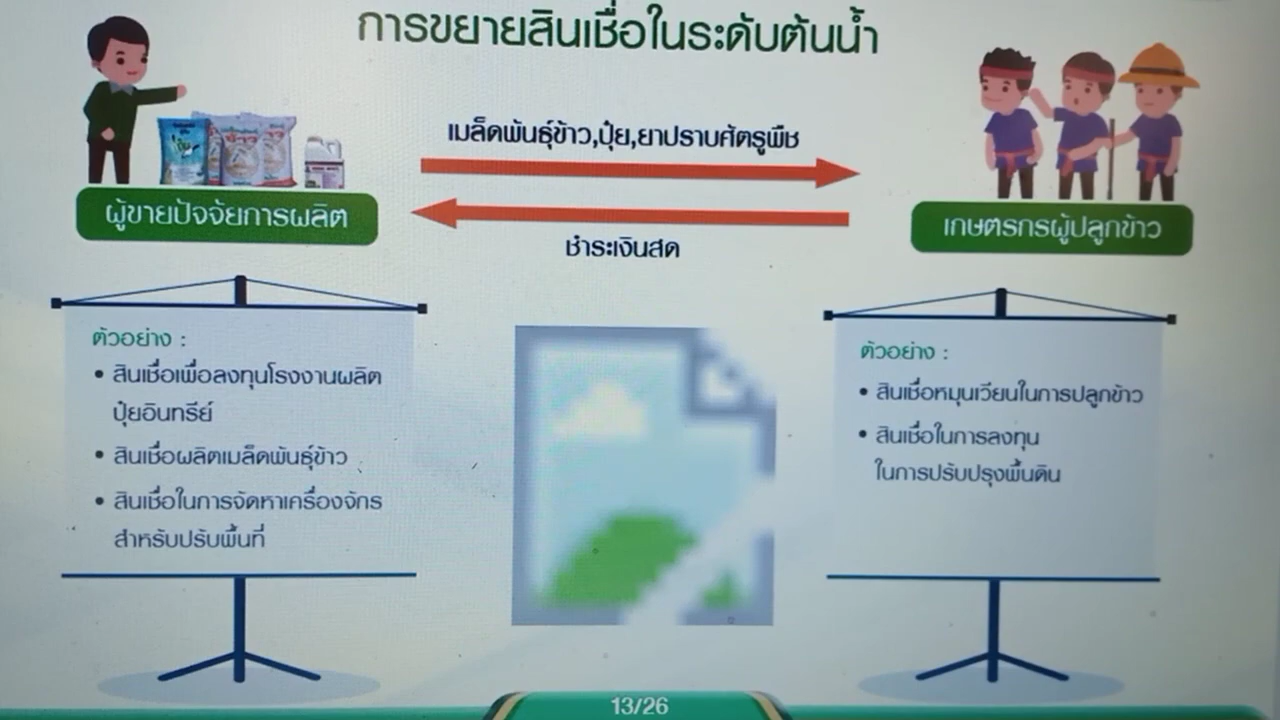 การขยายสินเชื่อในระดับต้นน้ำ
เมล็ดพันธุ์ข้าว,ปุ๋ย,ยาปราบศัตรูพืช
ผู้ขายปัจจัยการผลิต
เกษตรกรผู้ปลูกข้าว
ชำระเงินสด
ตัวอย่าง :
• สินเชื่อเพื่อลงทุนโรงงานผลิต
ปุ๋ยอินทรีย์
• สินเชื่อผลิตเมล็ดพันธุ์ข้าว
• สินเชื่อในการจัดหาเครื่องจักร
สำหรับปรับพื้นที่
ตัวอย่าง :
• สินเชื่อหมุนเวียนในการปลูกข้าว
• สินเชื่อในการลงทุน
ในการปรับปรุงพื้นดิน
13/26